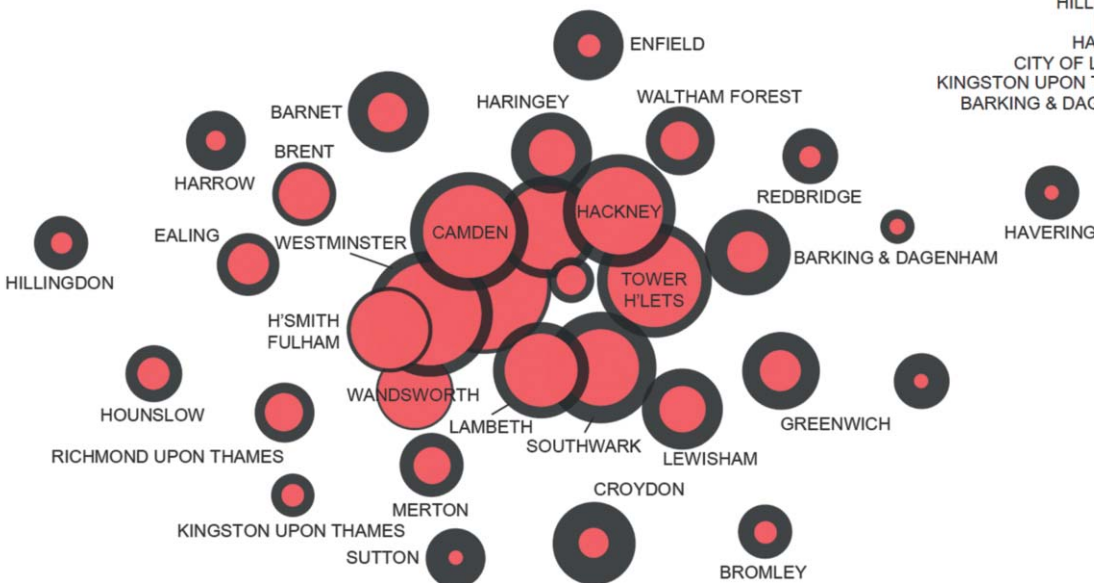 HILL
HA
CITY OF L
KINGSTON UPON T
BARKING & DAG
ENFIELD
BARNET
HARINGEY
WALTHAM FOREST
BRENT
HARROW
REDBRIDGE
HACKNEY
EALING
WESTMINSTER
CAMDEN
HAVERING
BARKING & DAGENHAM
HILLINGDON
TOWER
H'LETS
H'SMITH
FULHAM
WANDSWORTH
HOUNSLOW
LAMBETH
GREENWICH
SOUTHWARK
RICHMOND UPON THAMES
LEWISHAM
CROYDON
MERTON
KINGSTON UPON THAMES
SUTTON
BROMLEY